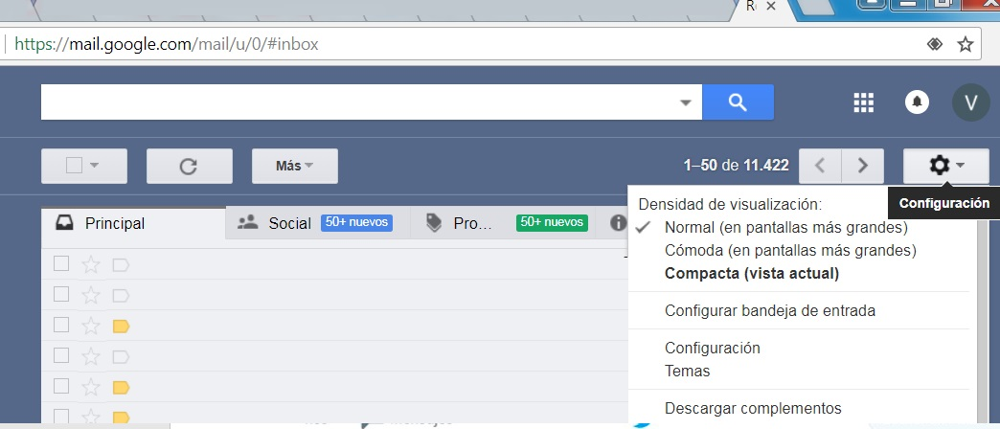 https://mail.google.com/mail/u/0/#inbox
V
Más
1–50 de 11.422
Configuración
Principal
Social 50+ nuevos
Pro... 50+ nuevos
Densidad de visualización:
Normal (en pantallas más grandes)
Cómoda (en pantallas más grandes)
Compacta (vista actual)
Configurar bandeja de entrada
Configuración
Temas
Descargar complementos